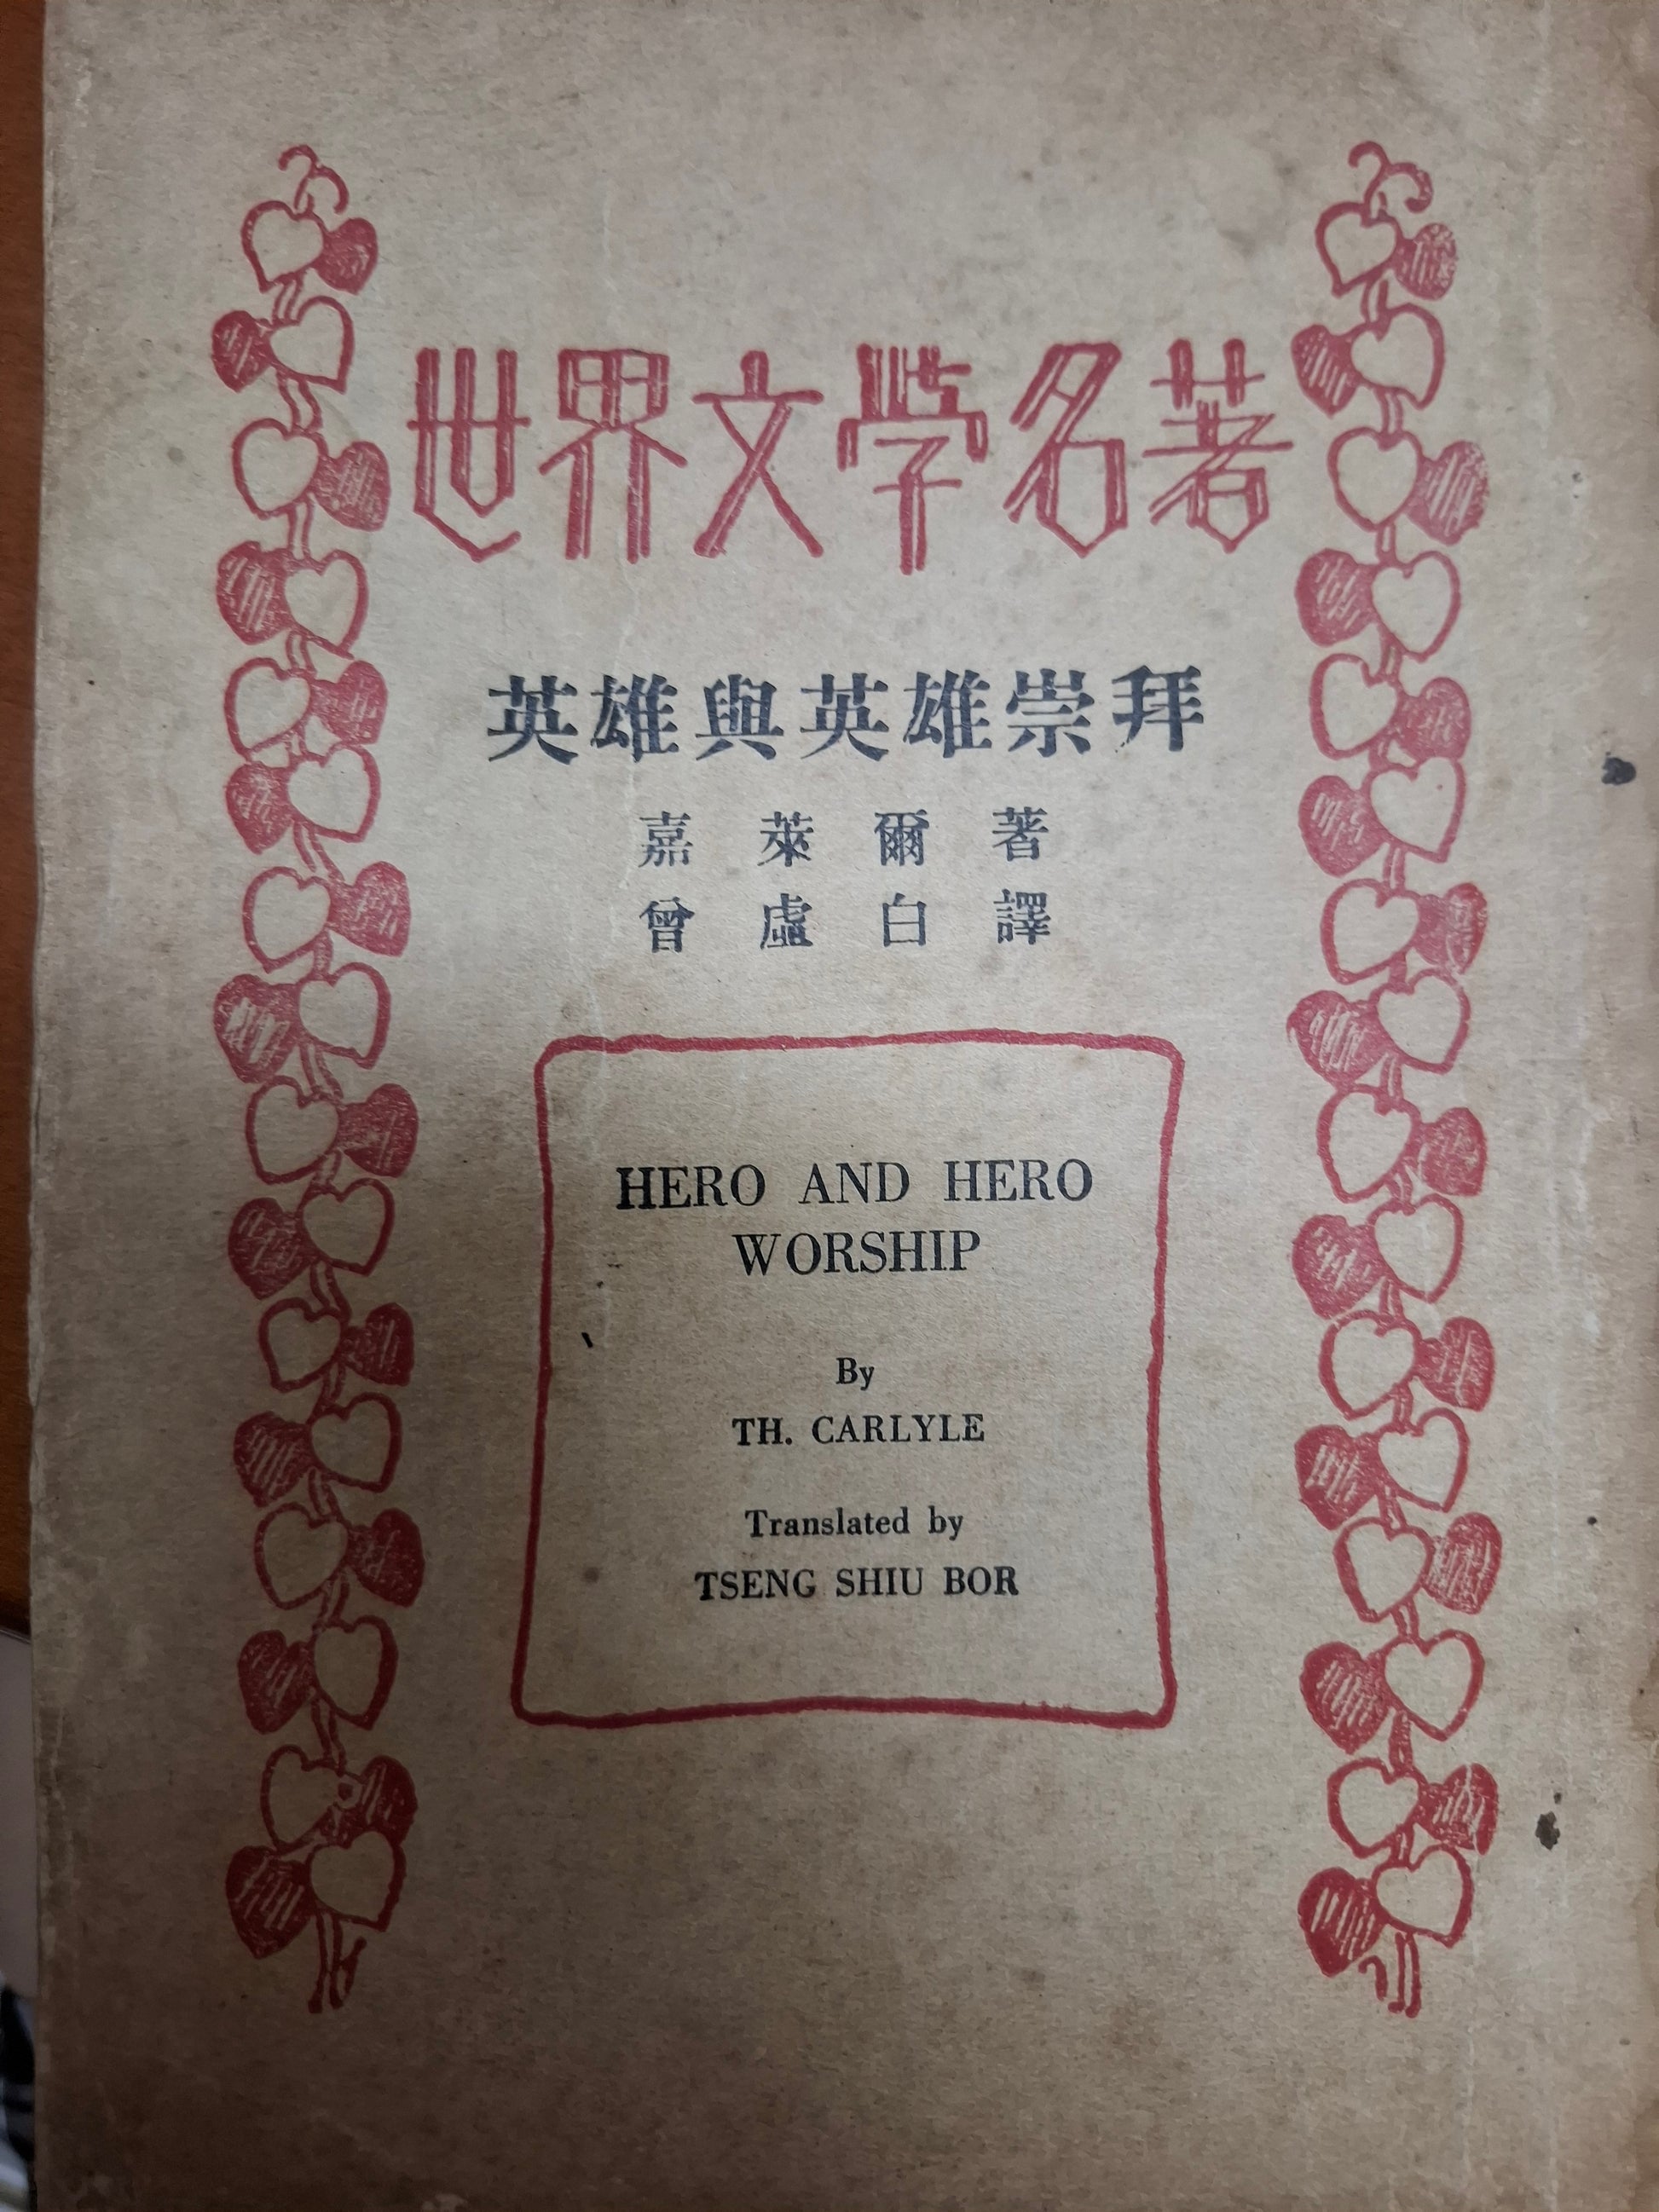 世界文學名著
英雄與英雄崇拜
嘉萊爾著
曾虛白譯
HERO AND HERO
WORSHIP
By
TH. CARLYLE
Translated by
TSENG SHIU BOR